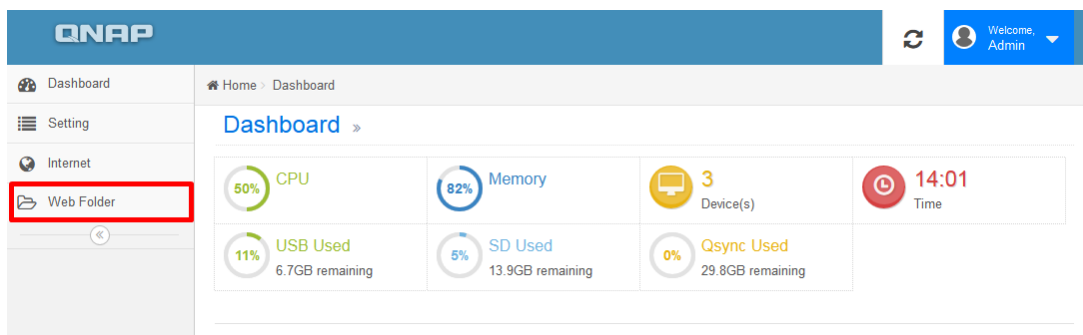 QNAP
Welcome,
Admin
Dashboard
Setting
Internet
Web Folder
Home > Dashboard
Dashboard »
50% CPU
82% Memory
3
Device(s)
14:01
Time
11% USB Used
6.7GB remaining
5% SD Used
13.9GB remaining
0% Qsync Used
29.8GB remaining